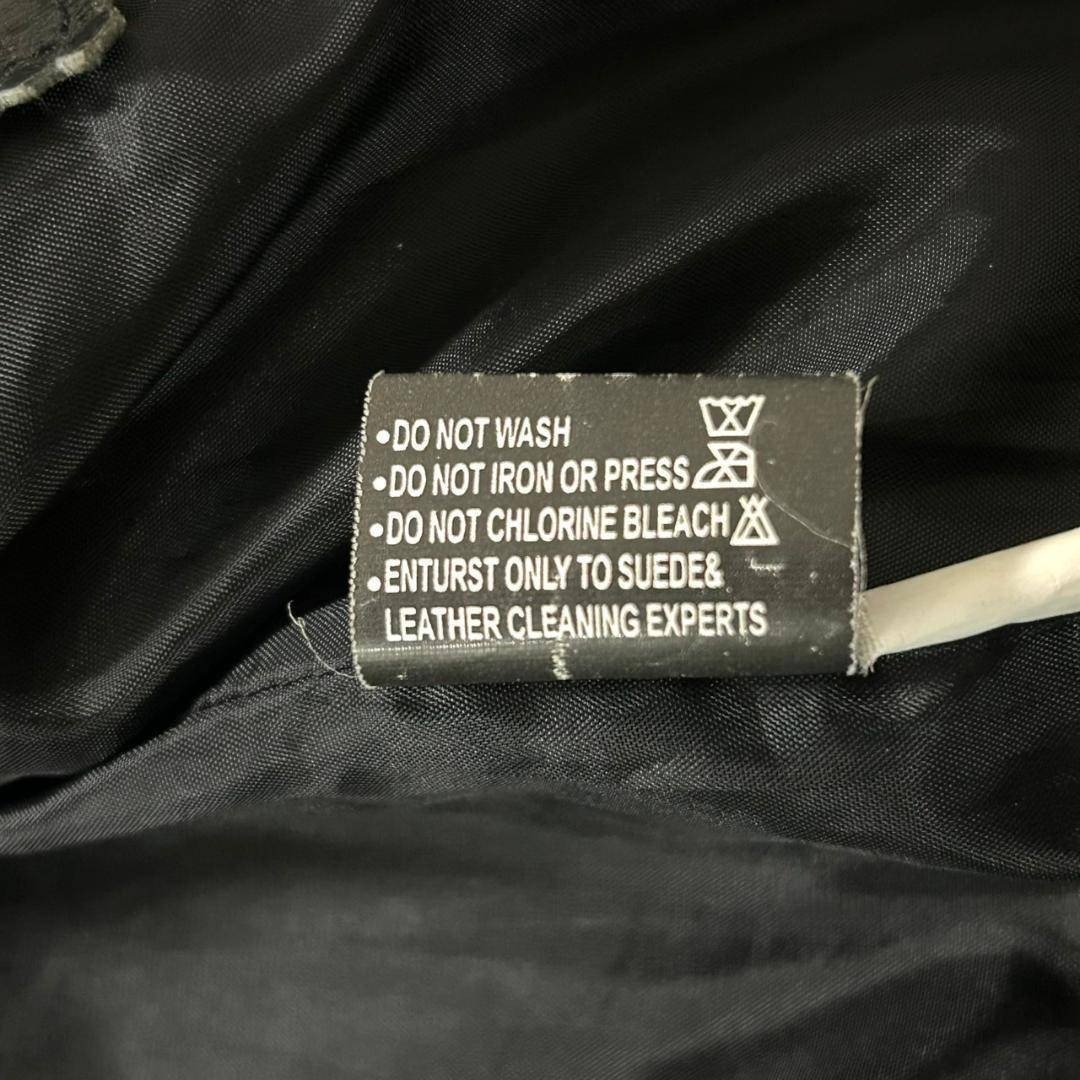 •DO NOT WASH
•DO NOT IRON OR PRESS
•DO NOT CHLORINE BLEACH
•ENTURST ONLY TO SUEDE&
LEATHER CLEANING EXPERTS